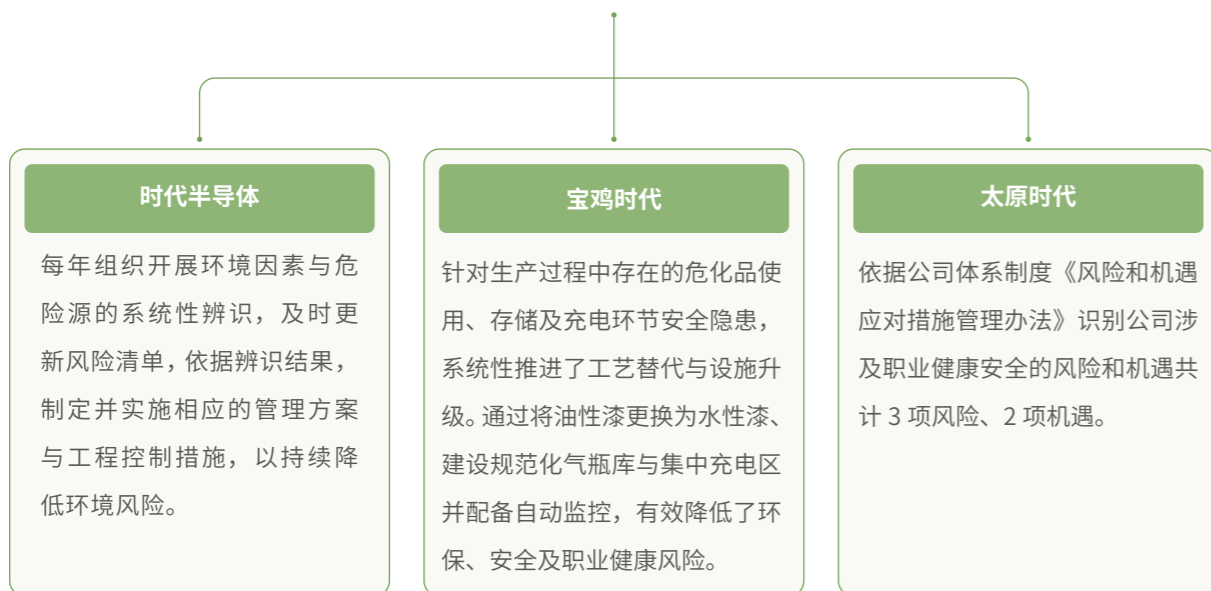 时代半导体
每年组织开展环境因素与危
险源的系统性辨识，及时更
新风险清单，依据辨识结果，
制定并实施相应的管理方案
与工程控制措施，以持续降
低环境风险。
宝鸡时代
针对生产过程中存在的危化品使
用、存储及充电环节安全隐患，
系统性推进了工艺替代与设施升
级。通过将油性漆更换为水性漆、
建设规范化气瓶库与集中充电区
并配备自动监控，有效降低了环
保、安全及职业健康风险。
太原时代
依据公司体系制度《风险和机遇
应对措施管理办法》识别公司涉
及职业健康安全的风险和机遇共
计 3 项风险、2 项机遇。